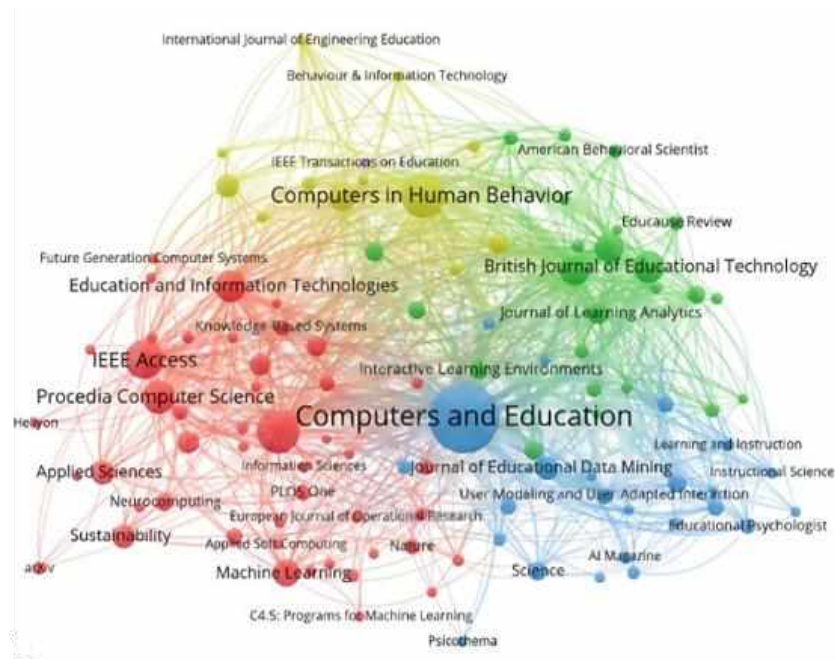 International Journal of Engineering Education
Behaviour & Information Technology
American Behavioral Scientist
IEEE Transactions on Education
Computers in Human Behavior
Educause Review
Future Generation Computer Systems
British Journal of Educational Technology
Education and Information Technologies
Journal of Learning Analytics
Knowledge-Based Systems
IEEE Access
Interactive Learning Environments
Procedia Computer Science
Computers and Education
Heliyon
Learning and Instruction
Information Sciences
Journal of Educational Data Mining
Applied Sciences
Instructional Science
PLOS One
User Modeling and User Adapted Interaction
Neurocomputing
European Journal of Operational Research
Educational Psychologist
Sustainability
Applied Soft Computing
Nature
AI Magazine
arxiv
Machine Learning
Science
C4.5: Programs for Machine Learning
Psicothema